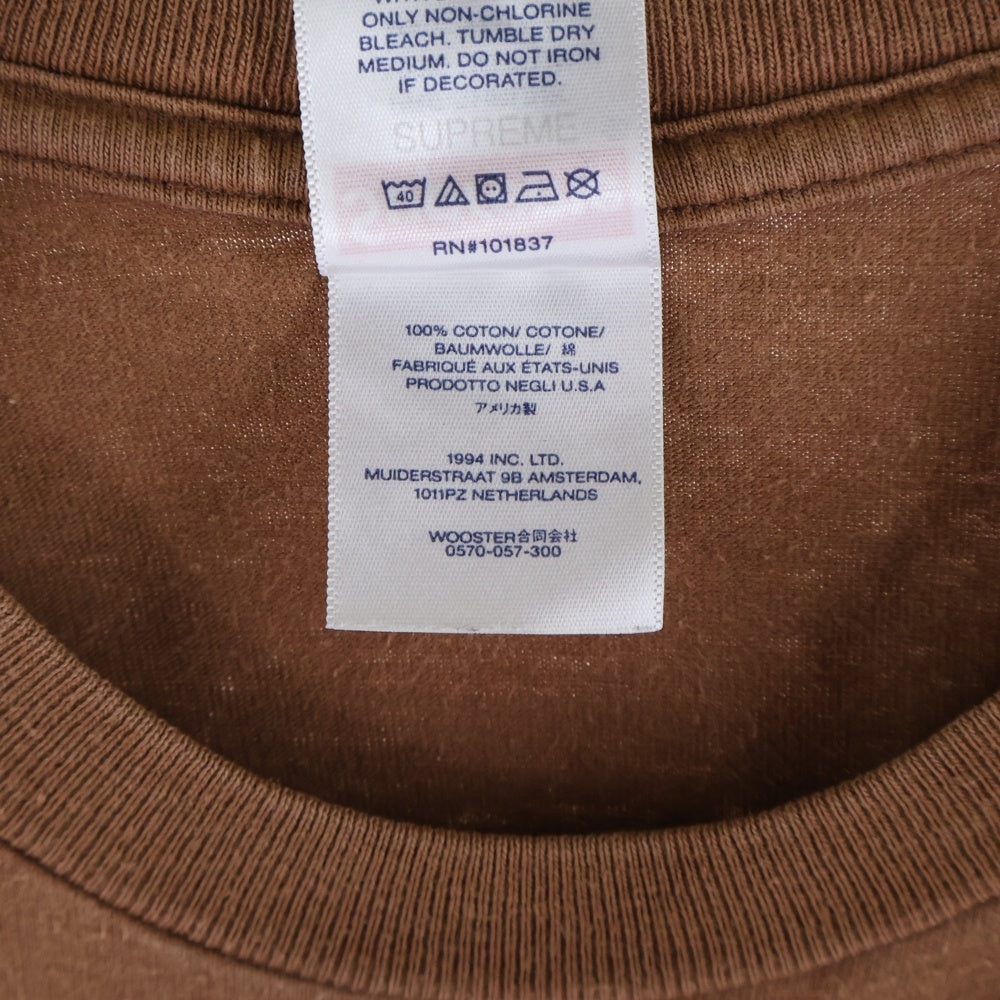 ONLY NON-CHLORINE
BLEACH. TUMBLE DRY
MEDIUM. DO NOT IRON
IF DECORATED.
SUPREME
40
RN#101837
100% COTON/ COTONE/
BAUMWOLLE/ 綿
FABRIQUÉ AUX ÉTATS-UNIS
PRODOTTO NEGLI U.S.A
アメリカ製
1994 INC. LTD.
MUIDERSTRAAT 9B AMSTERDAM,
1011PZ NETHERLANDS
WOOSTER合同会社
0570-057-300